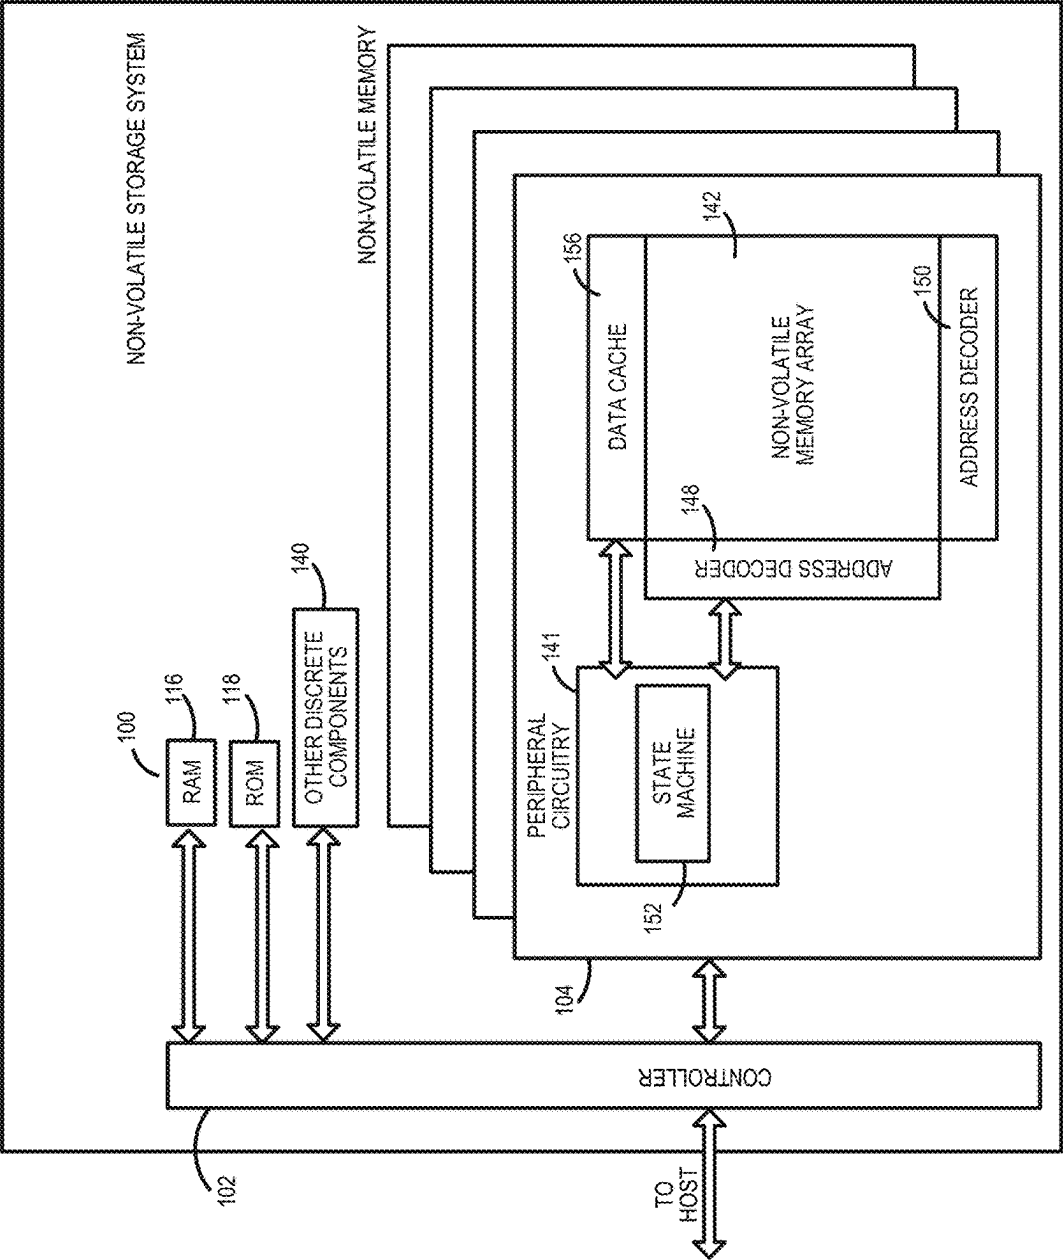 NON-VOLATILE STORAGE SYSTEM
100
116
RAM
118
ROM
140
OTHER DISCRETE
COMPONENTS
NON-VOLATILE MEMORY
102
CONTROLLER
TO
HOST
104
PERIPHERAL
CIRCUITRY
141
STATE
MACHINE
152
DATA CACHE
156
ADDRESS DECODER
148
NON-VOLATILE
MEMORY ARRAY
142
ADDRESS DECODER
150